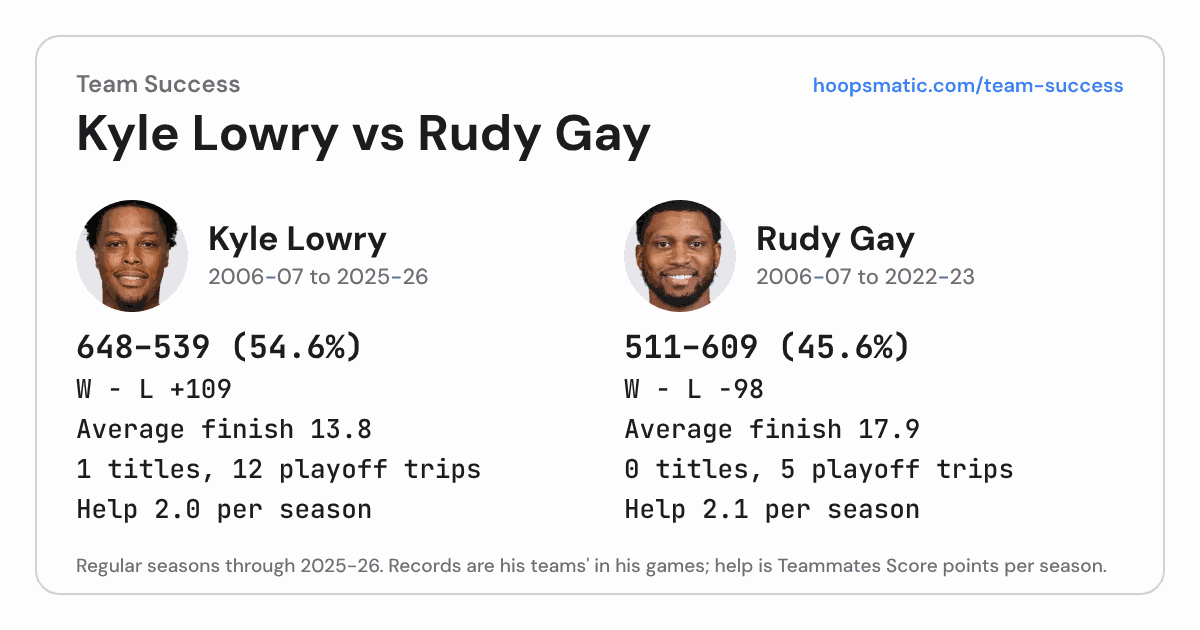 Team Success
hoopsmatic.com/team-success
Kyle Lowry vs Rudy Gay
Kyle Lowry
2006-07 to 2025-26
648-539 (54.6%)
W - L +109
Average finish 13.8
1 titles, 12 playoff trips
Help 2.0 per season
Rudy Gay
2006-07 to 2022-23
511-609 (45.6%)
W - L -98
Average finish 17.9
0 titles, 5 playoff trips
Help 2.1 per season
Regular seasons through 2025-26. Records are his teams' in his games; help is Teammates Score points per season.